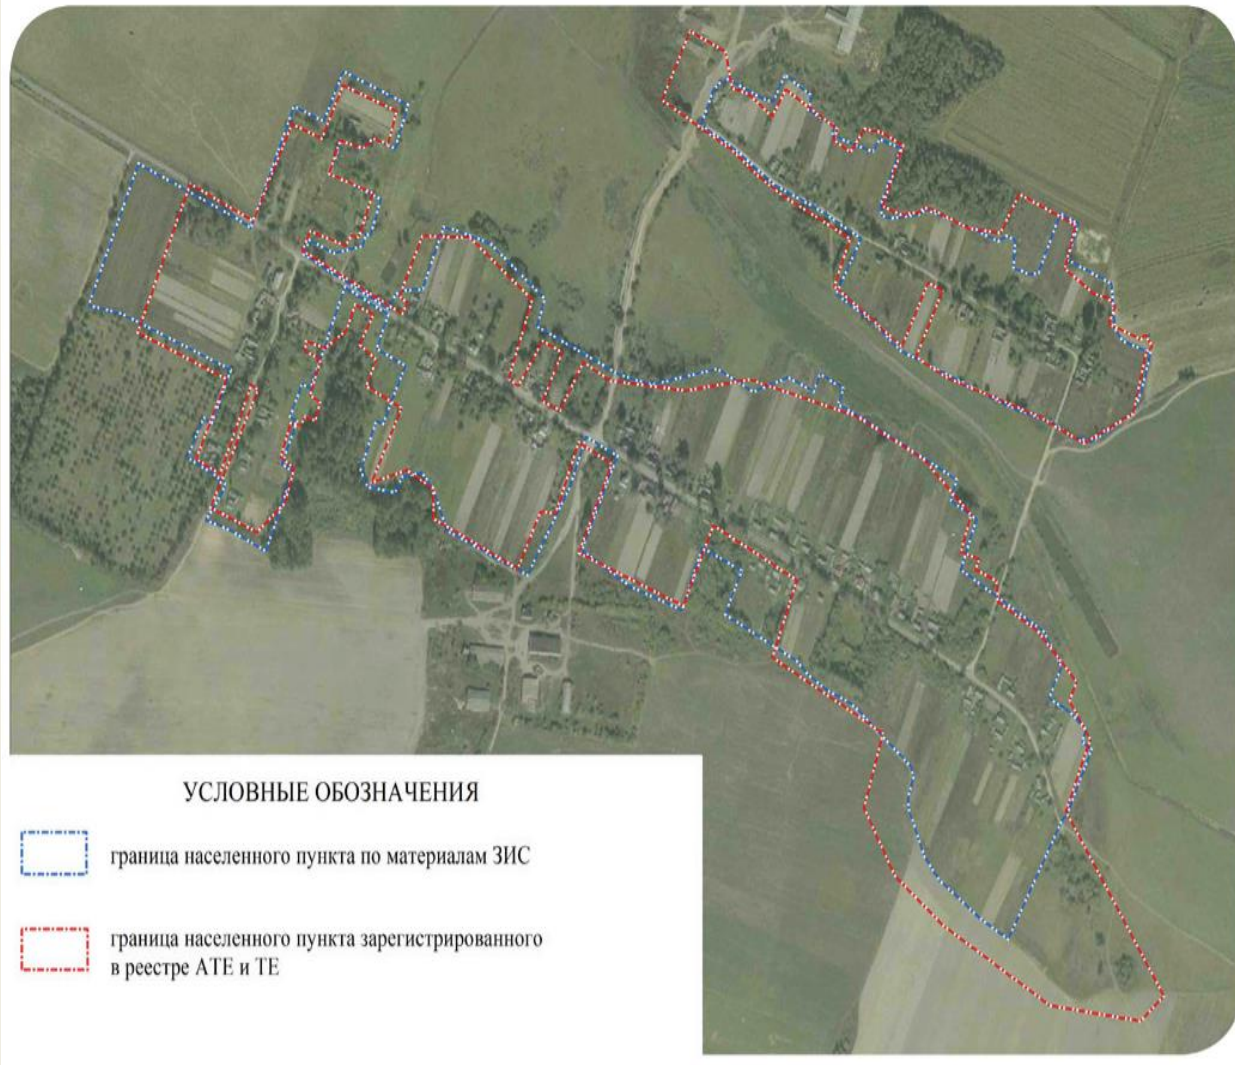 УСЛОВНЫЕ ОБОЗНАЧЕНИЯ
граница населенного пункта по материалам ЗИС
граница населенного пункта зарегистрированного
в реестре АТЕ и ТЕ